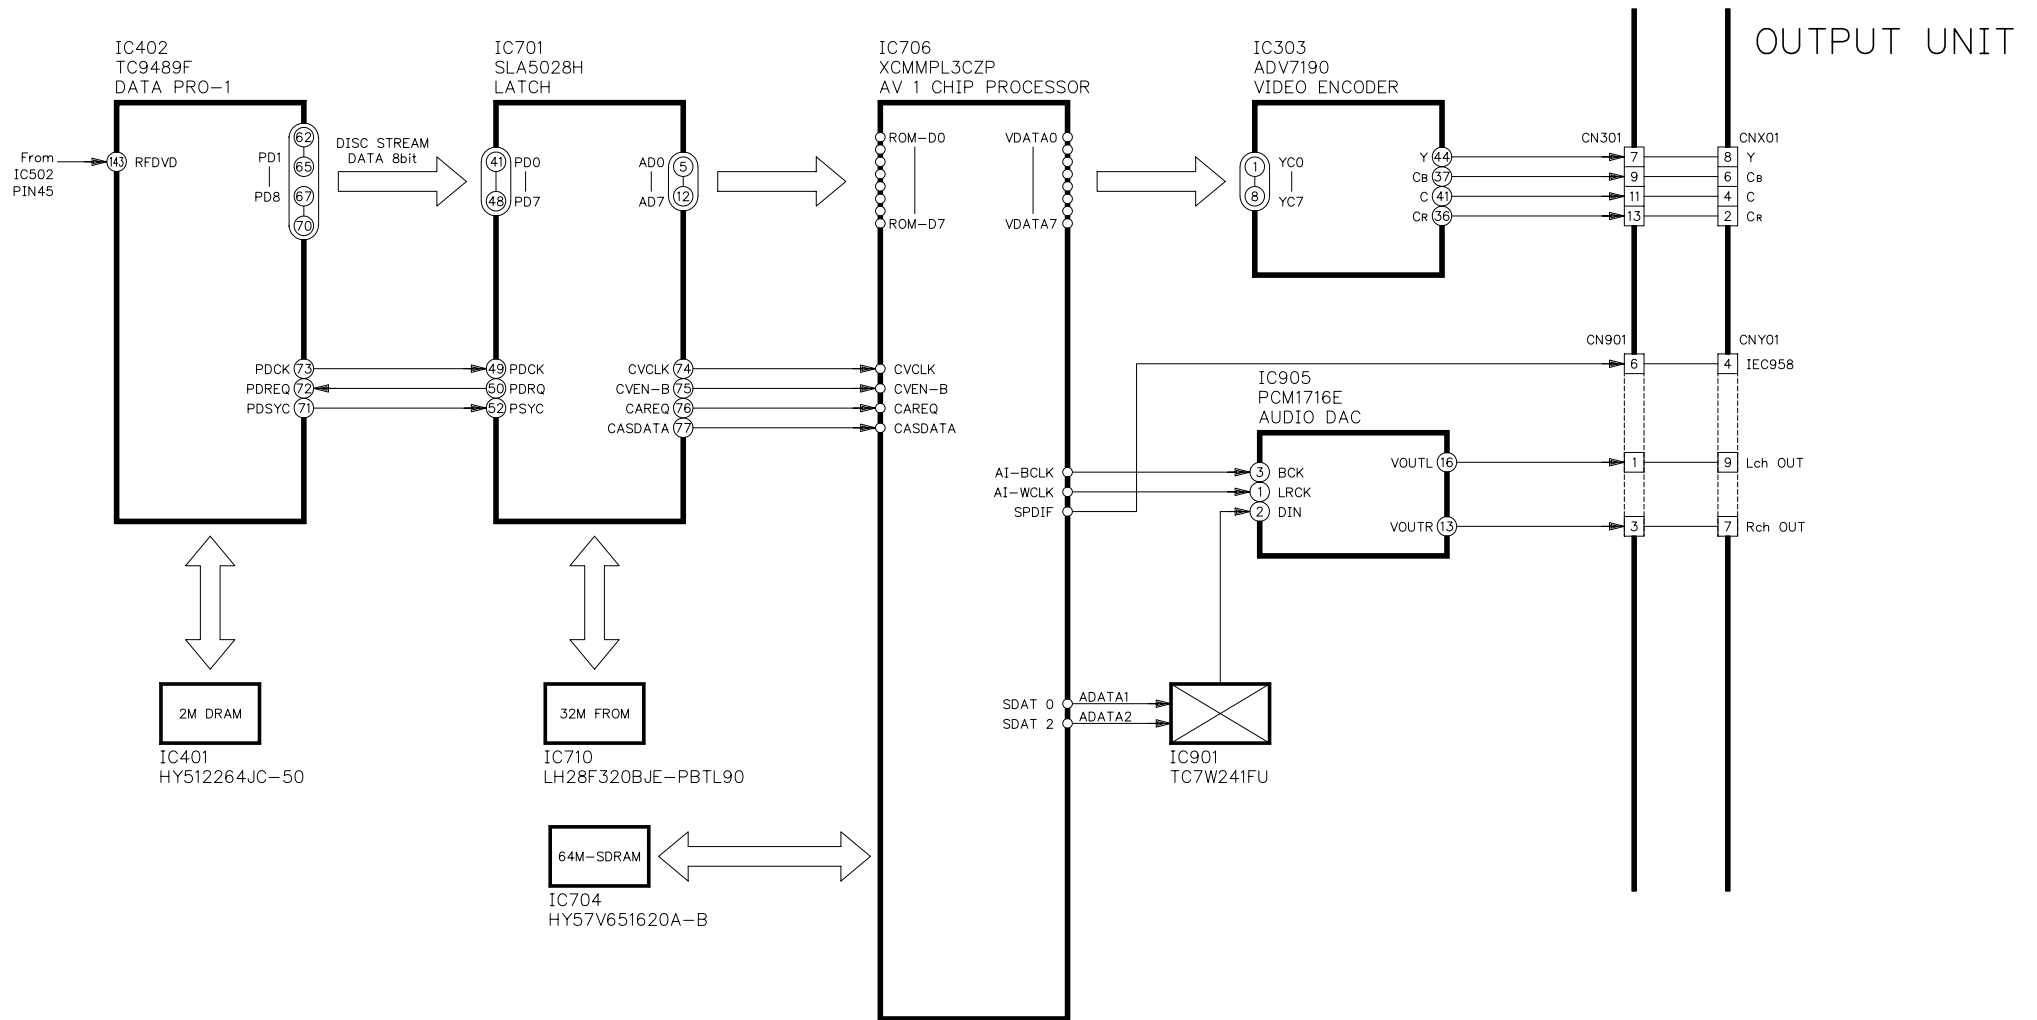 OUTPUT UNIT
IC402
TC9489F
DATA PRO-1
IC701
SLA5028H
LATCH
IC706
XCMMPL3CZP
AV 1 CHIP PROCESSOR
IC303
ADV7190
VIDEO ENCODER
From
IC502
PIN45
143 RFDVD
PD1
PD8
62
65
67
70
DISC STREAM
DATA 8bit
41 PD0
48 PD7
AD0 5
AD7 12
ROM-D0
ROM-D7
VDATA0
VDATA7
1 YC0
8 YC7
Y 44
CB 37
C 41
CR 36
CN301
7
9
11
13
CNX01
8 Y
6 CB
4 C
2 CR
PDCK 73
PDREQ 72
PDSYC 71
49 PDCK
50 PDRQ
52 PSYC
CVCLK 74
CVEN-B 75
CAREQ 76
CASDATA 77
CVCLK
CVEN-B
CAREQ
CASDATA
CN901
6
CNY01
4 IEC958
IC905
PCM1716E
AUDIO DAC
AI-BCLK
AI-WCLK
SPDIF
3 BCK
1 LRCK
2 DIN
VOUTL 16
VOUTR 13
1
3
9 Lch OUT
7 Rch OUT
2M DRAM
IC401
HY512264JC-50
32M FROM
IC710
LH28F320BJE-PBTL90
SDAT 0
SDAT 2
ADATA1
ADATA2
IC901
TC7W241FU
64M-SDRAM
IC704
HY57V651620A-B